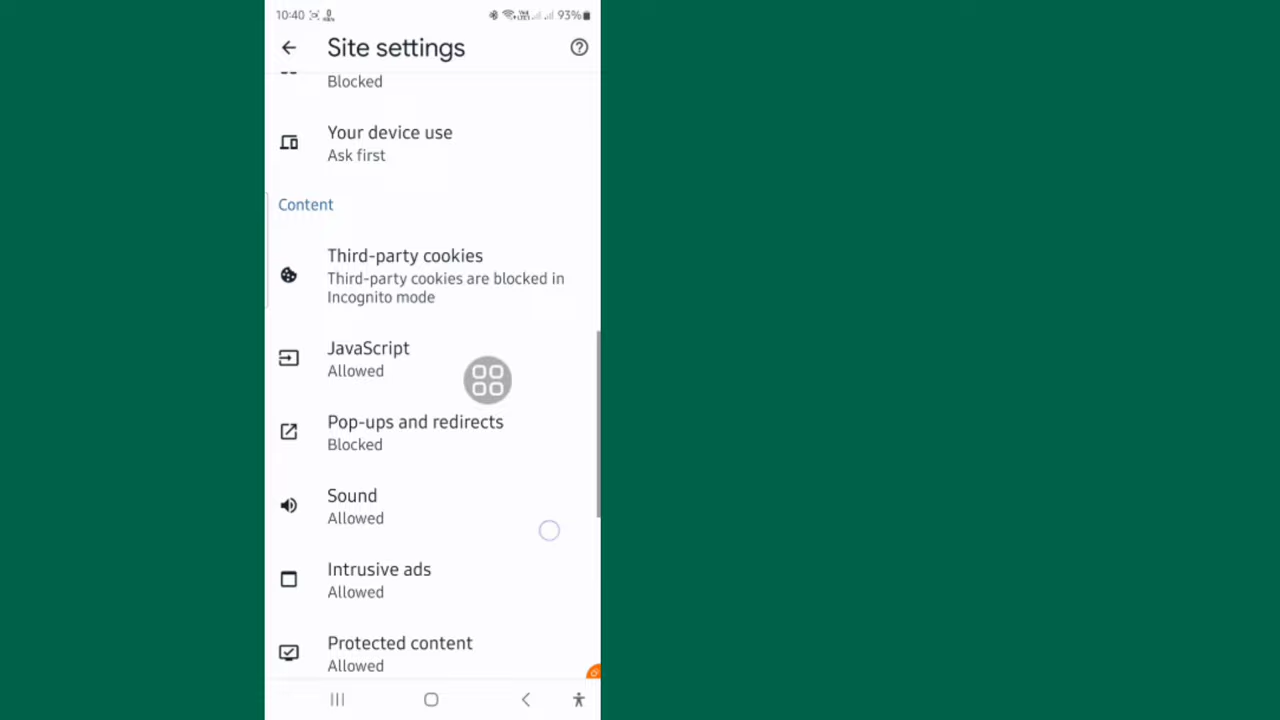 10:40 93%
Site settings
Blocked
Your device use
Ask first
Content
Third-party cookies
Third-party cookies are blocked in
Incognito mode
JavaScript
Allowed
Pop-ups and redirects
Blocked
Sound
Allowed
Intrusive ads
Allowed
Protected content
Allowed